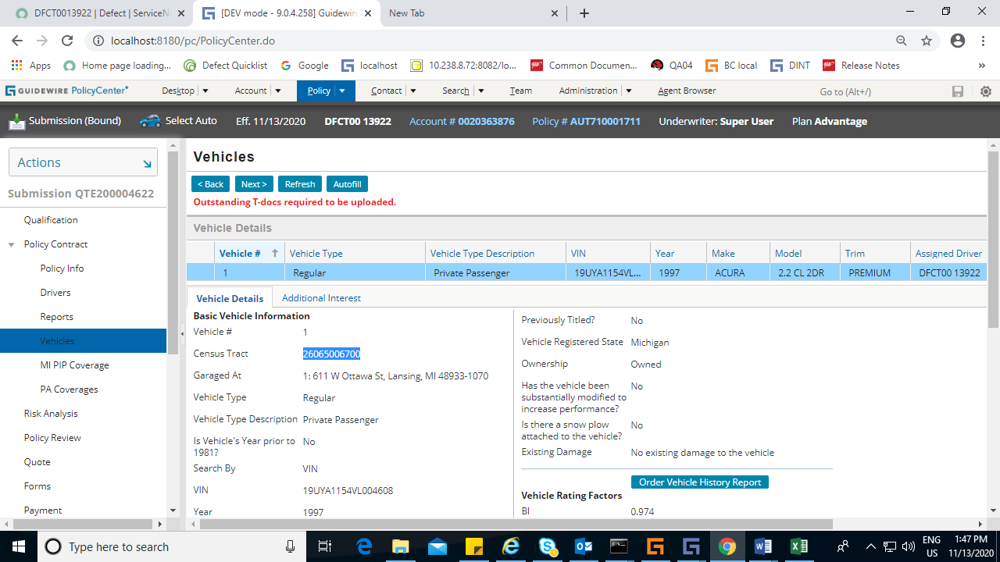 DFCT0013922 | Defect | ServiceN
[DEV mode - 9.0.4.258] Guidewire
New Tab
localhost:8180/pc/PolicyCenter.do
Apps
Home page loading...
Defect Quicklist
Google
localhost
10.238.8.72:8082/lo...
Common Documen...
QA04
BC local
DINT
Release Notes
»
GUIDEWIRE PolicyCenter
Desktop
Account
Policy
Contact
Search
Team
Administration
Agent Browser
Go to (Alt+/)
Submission (Bound)
Select Auto
Eff. 11/13/2020
DFCT00 13922
Account # 0020363876
Policy # AUT710001711
Underwriter: Super User
Plan Advantage
Actions
Submission QTE200004622
Qualification
Policy Contract
Policy Info
Drivers
Reports
Vehicles
MI PIP Coverage
PA Coverages
Risk Analysis
Policy Review
Quote
Forms
Payment
Vehicles
< Back
Next >
Refresh
Autofill
Outstanding T-docs required to be uploaded.
Vehicle Details
Vehicle # Vehicle Type Vehicle Type Description VIN Year Make Model Trim Assigned Driver
1 Regular Private Passenger 19UYA1154VL... 1997 ACURA 2.2 CL 2DR PREMIUM DFCT00 13922
Vehicle Details
Additional Interest
Basic Vehicle Information
Vehicle # 1
Census Tract 26065006700
Garaged At 1: 611 W Ottawa St, Lansing, MI 48933-1070
Vehicle Type Regular
Vehicle Type Description Private Passenger
Is Vehicle's Year prior to No
1981?
Search By VIN
VIN 19UYA1154VL004608
Year 1997
Previously Titled? No
Vehicle Registered State Michigan
Ownership Owned
Has the vehicle been No
substantially modified to
increase performance?
Is there a snow plow No
attached to the vehicle?
Existing Damage No existing damage to the vehicle
Order Vehicle History Report
Vehicle Rating Factors
BI 0.974
Type here to search
ENG
US
1:47 PM
11/13/2020